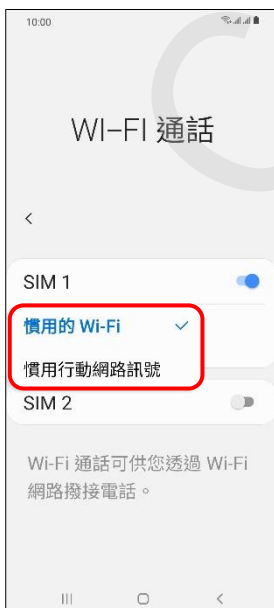 10:00
WI-FI 通話
SIM 1
慣用的 Wi-Fi
慣用行動網路訊號
SIM 2
Wi-Fi 通話可供您透過 Wi-Fi
網路撥接電話。